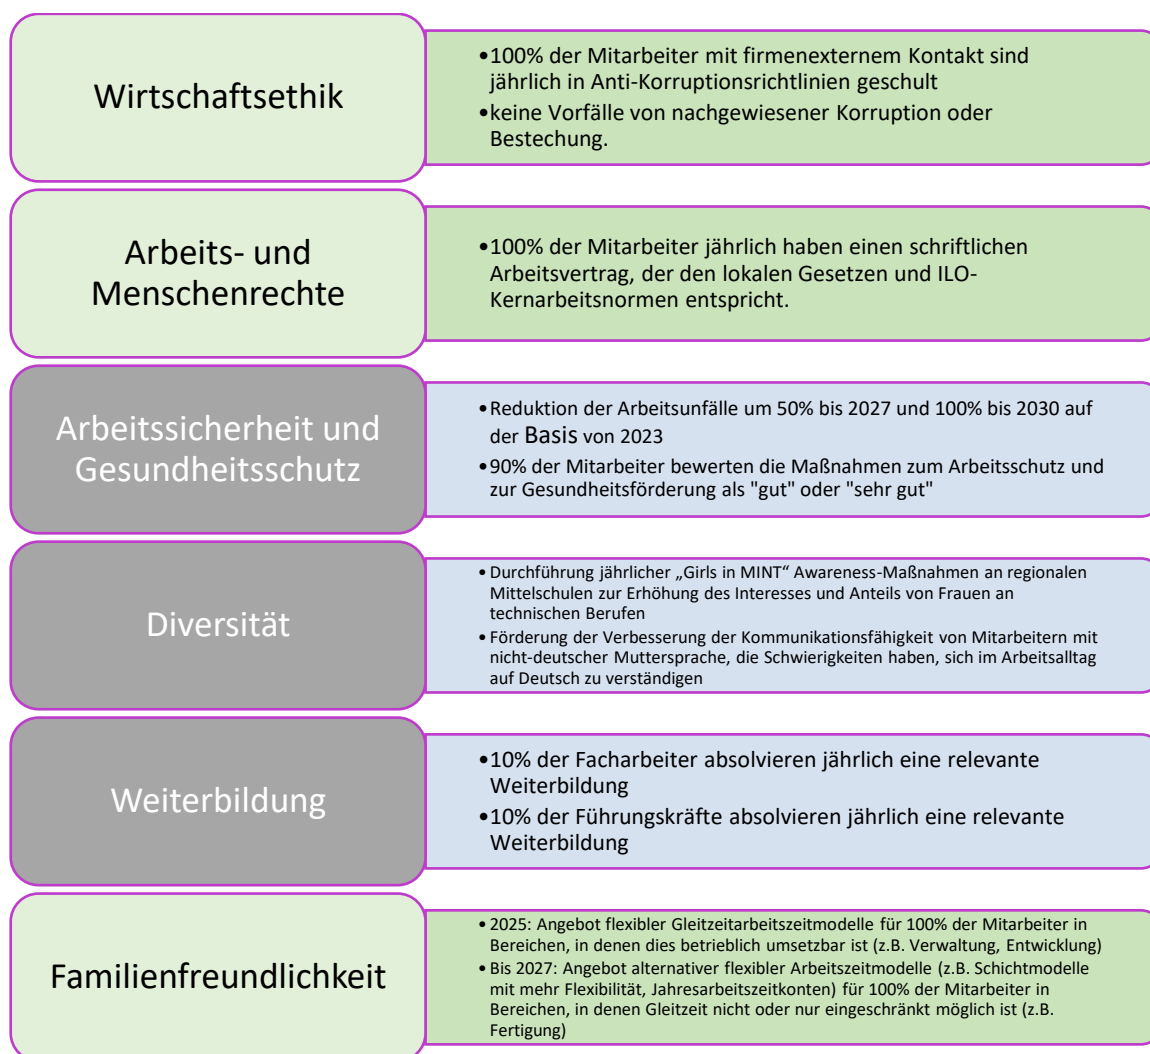 Wirtschaftsethik
•100% der Mitarbeiter mit firmenexternem Kontakt sind
jährlich in Anti-Korruptionsrichtlinien geschult
•keine Vorfälle von nachgewiesener Korruption oder
Bestechung.
Arbeits- und
Menschenrechte
•100% der Mitarbeiter jährlich haben einen schriftlichen
Arbeitsvertrag, der den lokalen Gesetzen und ILO-
Kernarbeitsnormen entspricht.
Arbeitssicherheit und
Gesundheitsschutz
•Reduktion der Arbeitsunfälle um 50% bis 2027 und 100% bis 2030 auf
der Basis von 2023
•90% der Mitarbeiter bewerten die Maßnahmen zum Arbeitsschutz und
zur Gesundheitsförderung als "gut" oder "sehr gut"
Diversität
•Durchführung jährlicher „Girls in MINT“ Awareness-Maßnahmen an regionalen
Mittelschulen zur Erhöhung des Interesses und Anteils von Frauen an
technischen Berufen
•Förderung der Verbesserung der Kommunikationsfähigkeit von Mitarbeitern mit
nicht-deutscher Muttersprache, die Schwierigkeiten haben, sich im Arbeitsalltag
auf Deutsch zu verständigen
Weiterbildung
•10% der Facharbeiter absolvieren jährlich eine relevante
Weiterbildung
•10% der Führungskräfte absolvieren jährlich eine relevante
Weiterbildung
Familienfreundlichkeit
•2025: Angebot flexibler Gleitzeitarbeitszeitmodelle für 100% der Mitarbeiter in
Bereichen, in denen dies betrieblich umsetzbar ist (z.B. Verwaltung, Entwicklung)
•Bis 2027: Angebot alternativer flexibler Arbeitszeitmodelle (z.B. Schichtmodelle
mit mehr Flexibilität, Jahresarbeitszeitkonten) für 100% der Mitarbeiter in
Bereichen, in denen Gleitzeit nicht oder nur eingeschränkt möglich ist (z.B.
Fertigung)